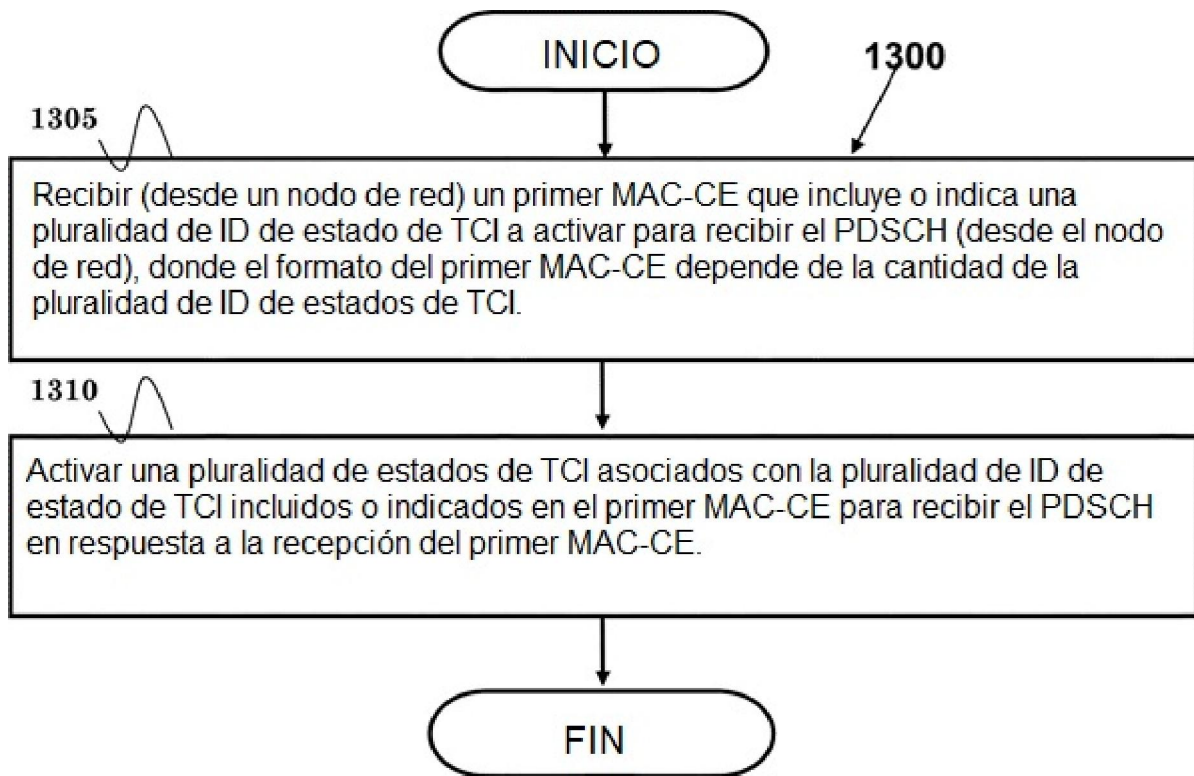 INICIO
1300
1305
Recibir (desde un nodo de red) un primer MAC-CE que incluye o indica una
pluralidad de ID de estado de TCI a activar para recibir el PDSCH (desde el nodo
de red), donde el formato del primer MAC-CE depende de la cantidad de la
pluralidad de ID de estados de TCI.
1310
Activar una pluralidad de estados de TCI asociados con la pluralidad de ID de
estado de TCI incluidos o indicados en el primer MAC-CE para recibir el PDSCH
en respuesta a la recepción del primer MAC-CE.
FIN